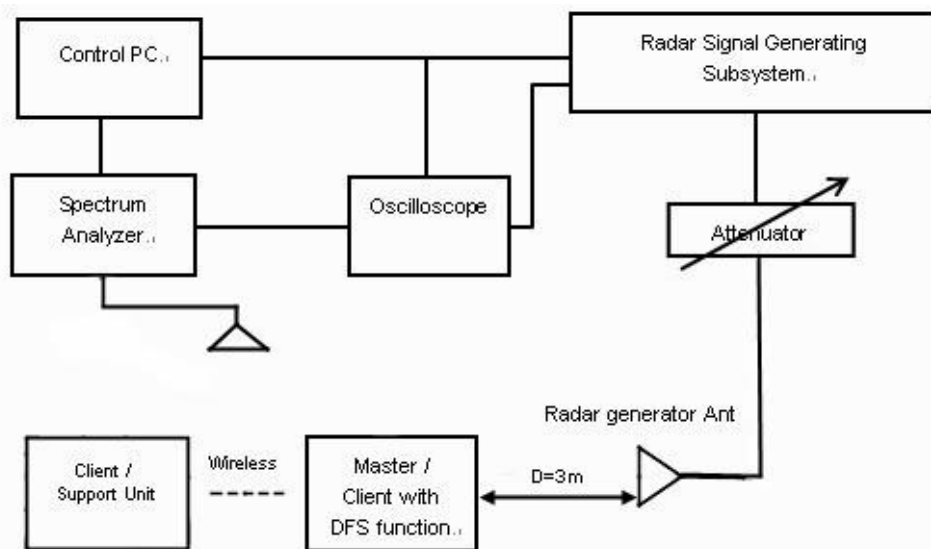 Control PC
Radar Signal Generating
Subsystem
Spectrum
Analyzer
Oscilloscope
Attenuator
Radar generator Ant
Client /
Support Unit
Wireless
Master /
Client with
DFS function
D=3m